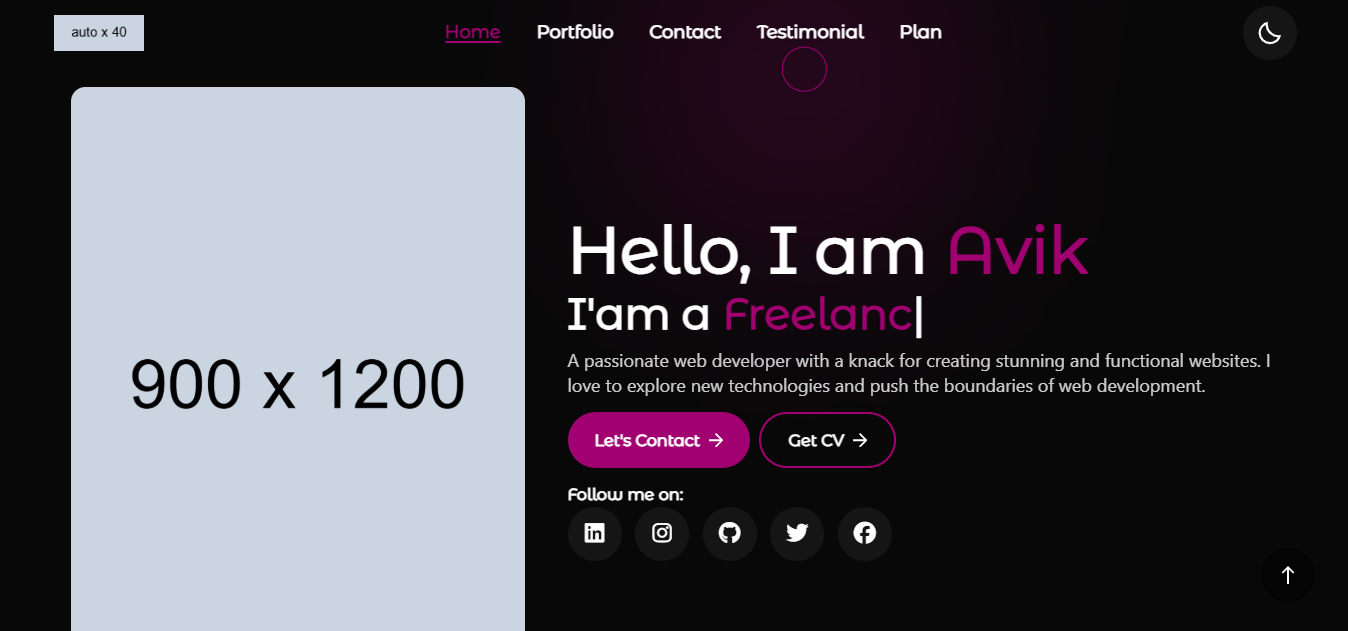 auto x 40
Home Portfolio Contact Testimonial Plan
900 x 1200
Hello, I am Avik
I'am a Freelanc|
A passionate web developer with a knack for creating stunning and functional websites. I
love to explore new technologies and push the boundaries of web development.
Let's Contact → Get CV →
Follow me on: